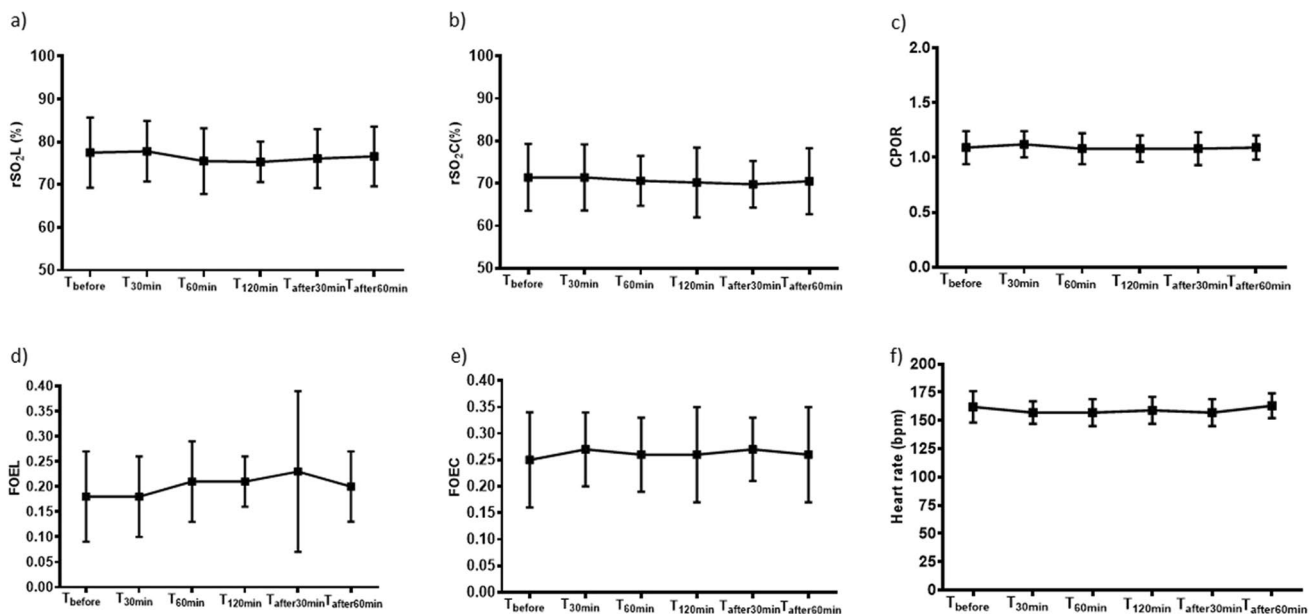 a)
rSO2L (%)
100
90
80
70
60
50
Tbefore T30min T60min T120min Tafter30min Tafter60min
b)
rSO2C(%)
100
90
80
70
60
50
Tbefore T30min T60min T120min Tafter30min Tafter60min
c)
CPOR
2.0
1.5
1.0
0.5
0.0
Tbefore T30min T60min T120min Tafter30min Tafter60min
d)
FOEL
0.40
0.35
0.30
0.25
0.20
0.15
0.10
0.05
0.00
Tbefore T30min T60min T120min Tafter30min Tafter60min
e)
FOEC
0.40
0.35
0.30
0.25
0.20
0.15
0.10
0.05
0.00
Tbefore T30min T60min T120min Tafter30min Tafter60min
f)
Heart rate (bpm)
200
175
150
125
100
75
50
25
0
Tbefore T30min T60min T120min Tafter30min Tafter60min